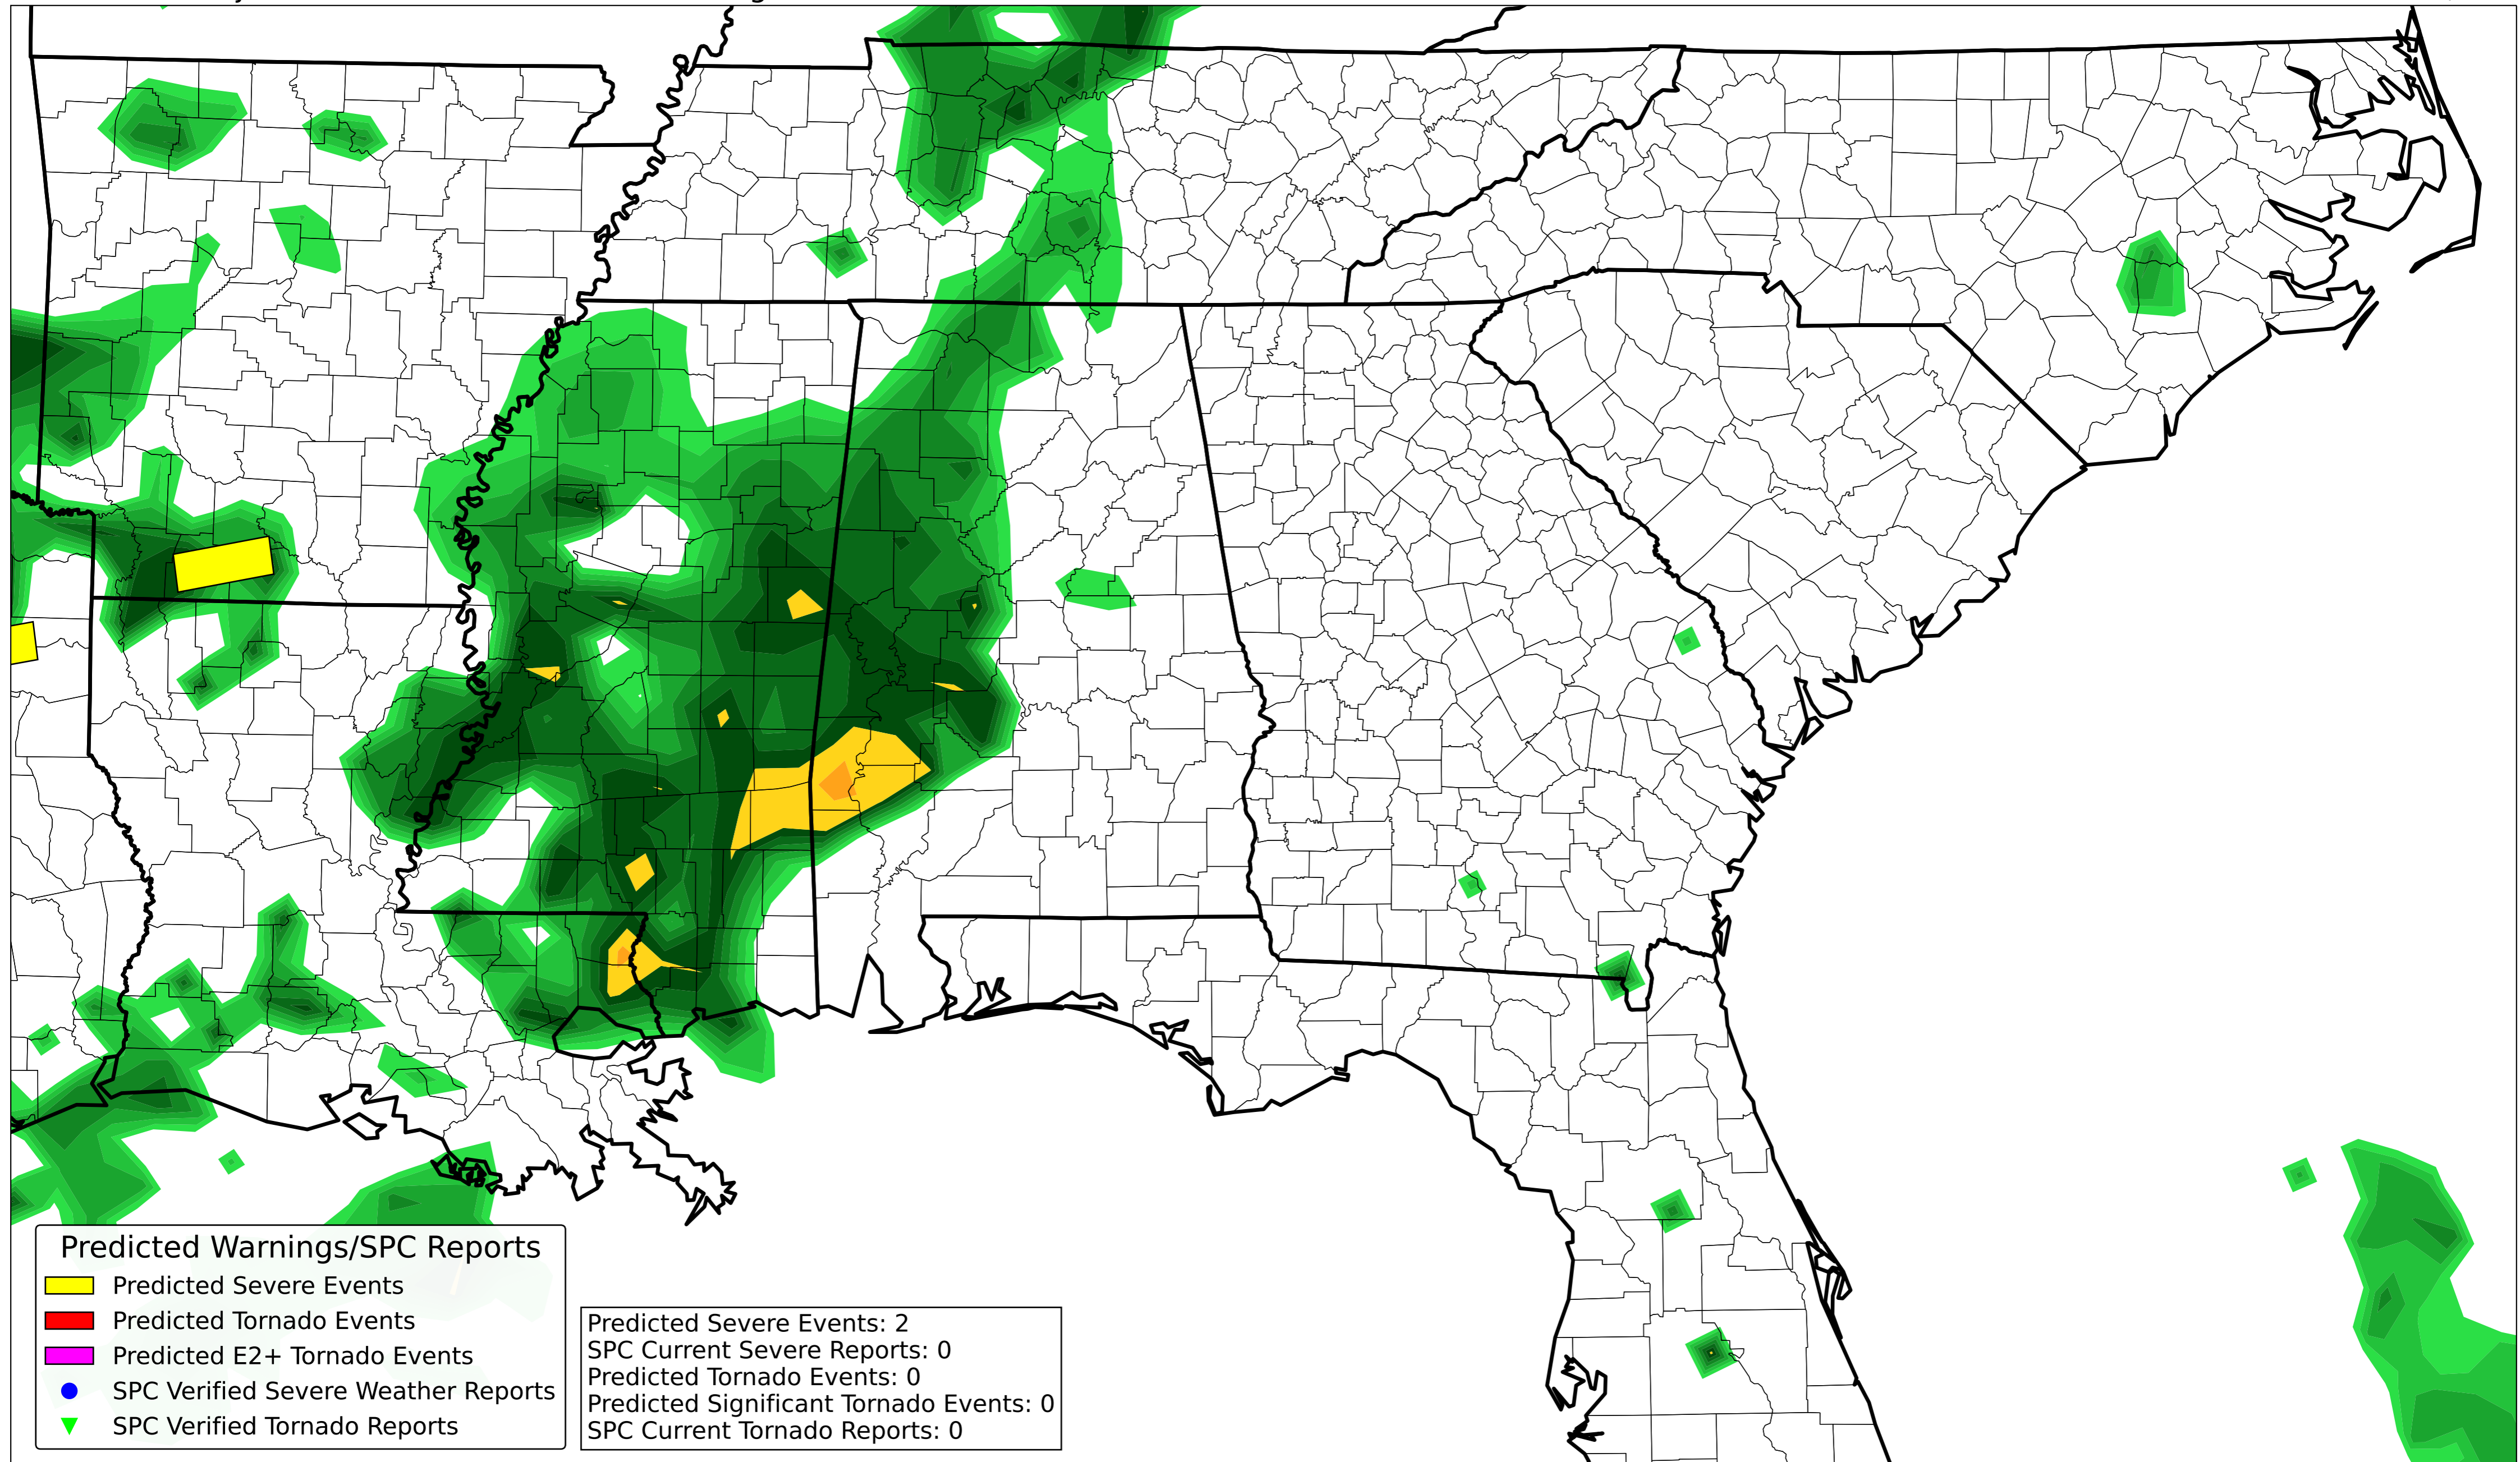 Predicted Warnings/SPC Reports
Predicted Severe Events
Predicted Tornado Events
Predicted E2+ Tornado Events
SPC Verified Severe Weather Reports
SPC Verified Tornado Reports
Predicted Severe Events: 2
SPC Current Severe Reports: 0
Predicted Tornado Events: 0
Predicted Significant Tornado Events: 0
SPC Current Tornado Reports: 0